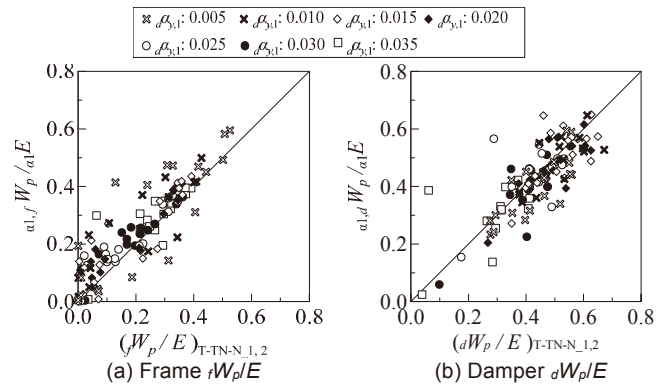 dαy,1: 0.005 dαy,1: 0.010 dαy,1: 0.015 dαy,1: 0.020
dαy,1: 0.025 dαy,1: 0.030 dαy,1: 0.035
0.8
0.6
0.4
0.2
0.0
α1,fWp/α1E
0.0 0.2 0.4 0.6 0.8
(fWp/E)T-TN-N_1, 2
(a) Frame fWp/E
0.8
0.6
0.4
0.2
0.0
α1,dWp/α1E
0.0 0.2 0.4 0.6 0.8
(dWp/E)T-TN-N_1,2
(b) Damper dWp/E